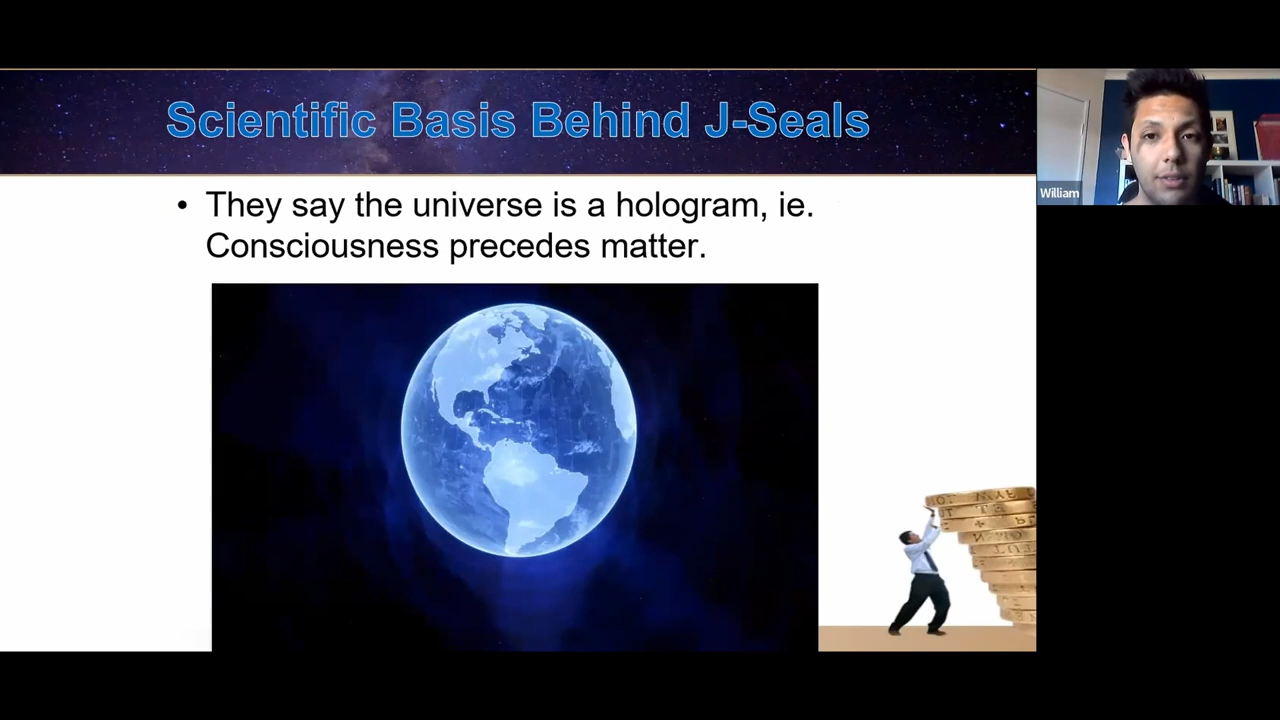 Scientific Basis Behind J-Seals
• They say the universe is a hologram, ie.
Consciousness precedes matter.
William